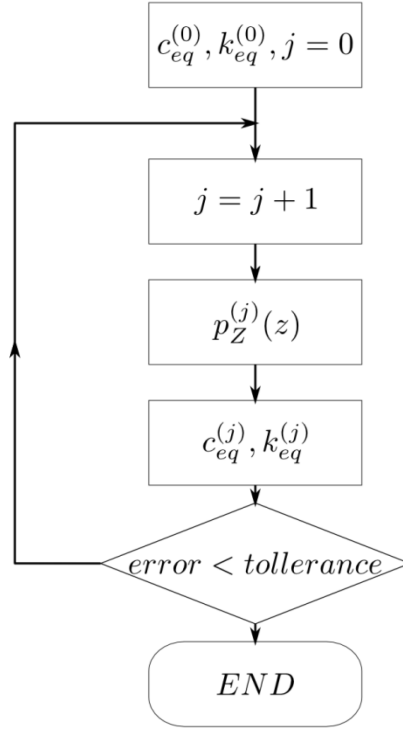 c_{eq}^{(0)}, k_{eq}^{(0)}, j = 0
j = j + 1
p_Z^{(j)}(z)
c_{eq}^{(j)}, k_{eq}^{(j)}
error < tollerance
END